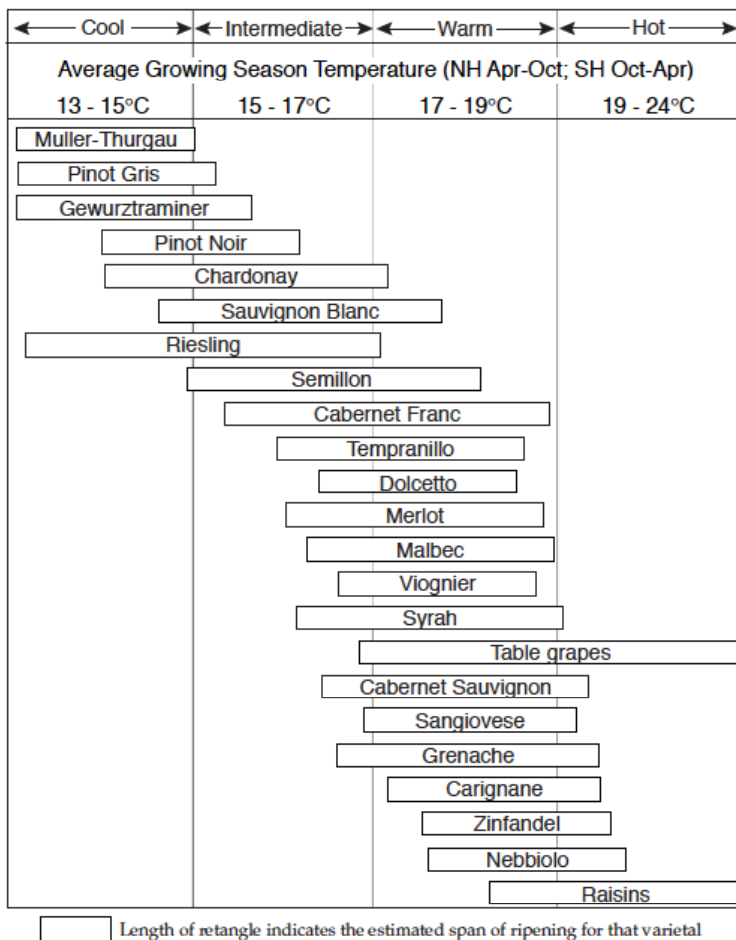 Cool Intermediate Warm Hot
Average Growing Season Temperature (NH Apr-Oct; SH Oct-Apr)
13 - 15°C 15 - 17°C 17 - 19°C 19 - 24°C
Muller-Thurgau
Pinot Gris
Gewurztraminer
Pinot Noir
Chardonay
Sauvignon Blanc
Riesling
Semillon
Cabernet Franc
Tempranillo
Dolcetto
Merlot
Malbec
Viognier
Syrah
Table grapes
Cabernet Sauvignon
Sangiovese
Grenache
Carignane
Zinfandel
Nebbiolo
Raisins
Length of retangle indicates the estimated span of ripening for that varietal